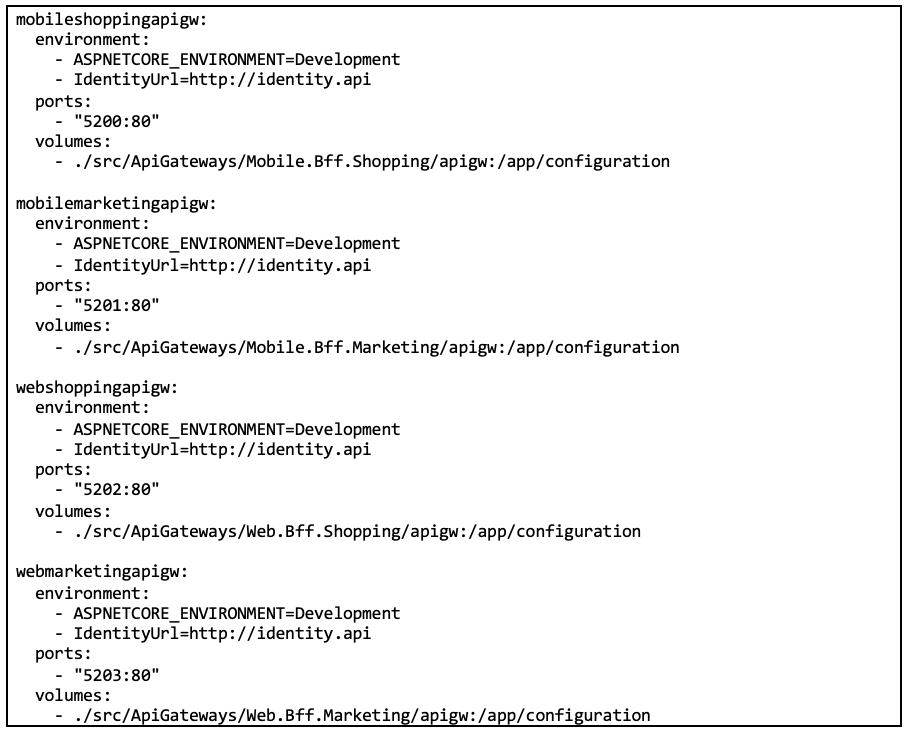 mobileshoppingapigw:
  environment:
    - ASPNETCORE_ENVIRONMENT=Development
    - IdentityUrl=http://identity.api
  ports:
    - "5200:80"
  volumes:
    - ./src/ApiGateways/Mobile.Bff.Shopping/apigw:/app/configuration

mobilemarketingapigw:
  environment:
    - ASPNETCORE_ENVIRONMENT=Development
    - IdentityUrl=http://identity.api
  ports:
    - "5201:80"
  volumes:
    - ./src/ApiGateways/Mobile.Bff.Marketing/apigw:/app/configuration

webshoppingapigw:
  environment:
    - ASPNETCORE_ENVIRONMENT=Development
    - IdentityUrl=http://identity.api
  ports:
    - "5202:80"
  volumes:
    - ./src/ApiGateways/Web.Bff.Shopping/apigw:/app/configuration

webmarketingapigw:
  environment:
    - ASPNETCORE_ENVIRONMENT=Development
    - IdentityUrl=http://identity.api
  ports:
    - "5203:80"
  volumes:
    - ./src/ApiGateways/Web.Bff.Marketing/apigw:/app/configuration